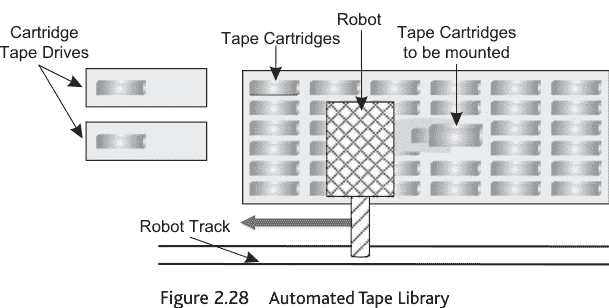 Cartridge
Tape Drives
Tape Cartridges
Robot
Tape Cartridges
to be mounted
Robot Track
Figure 2.28 Automated Tape Library